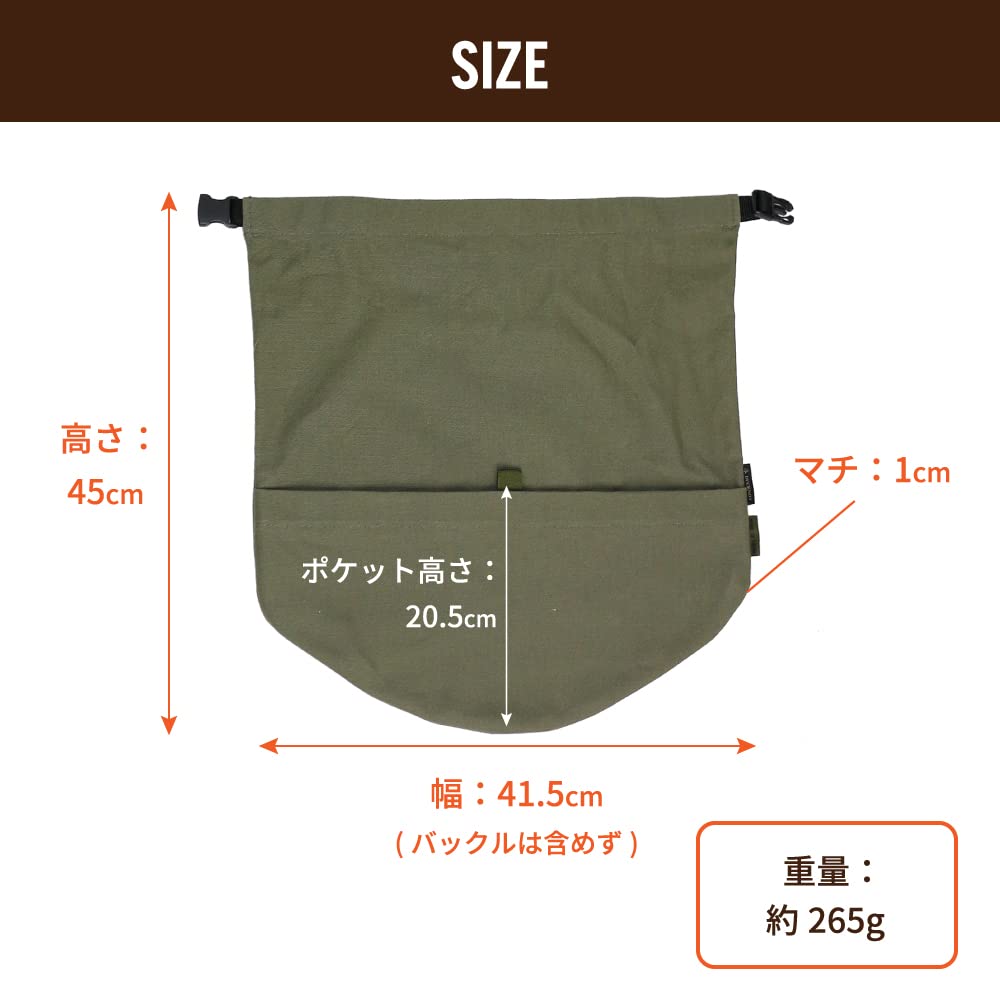 SIZE
高さ：
45cm
マチ：1cm
ポケット高さ：
20.5cm
幅：41.5cm
( バックルは含めず )
重量：
約 265g